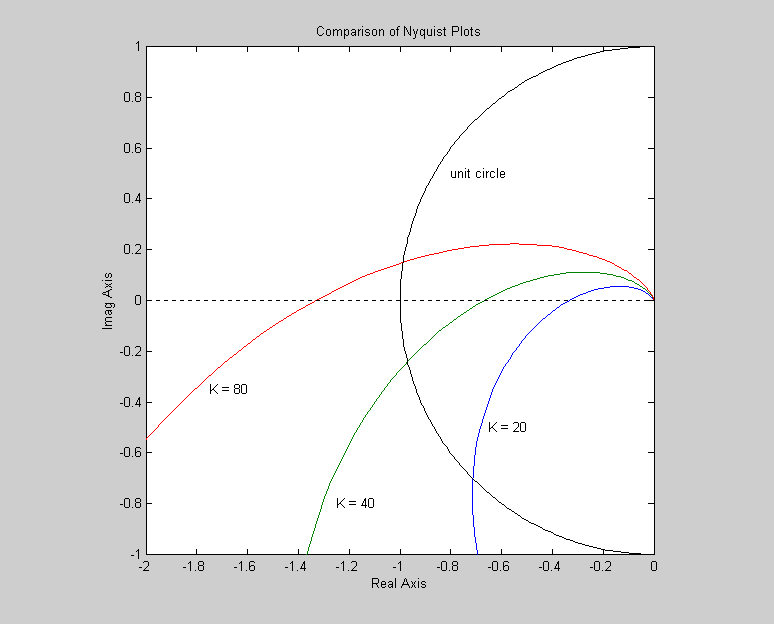 Comparison of Nyquist Plots
1
0.8
0.6
unit circle
0.4
0.2
0
Imag Axis
-0.2
K = 80
-0.4
K = 20
-0.6
K = 40
-0.8
-1
-2 -1.8 -1.6 -1.4 -1.2 -1 -0.8 -0.6 -0.4 -0.2 0
Real Axis